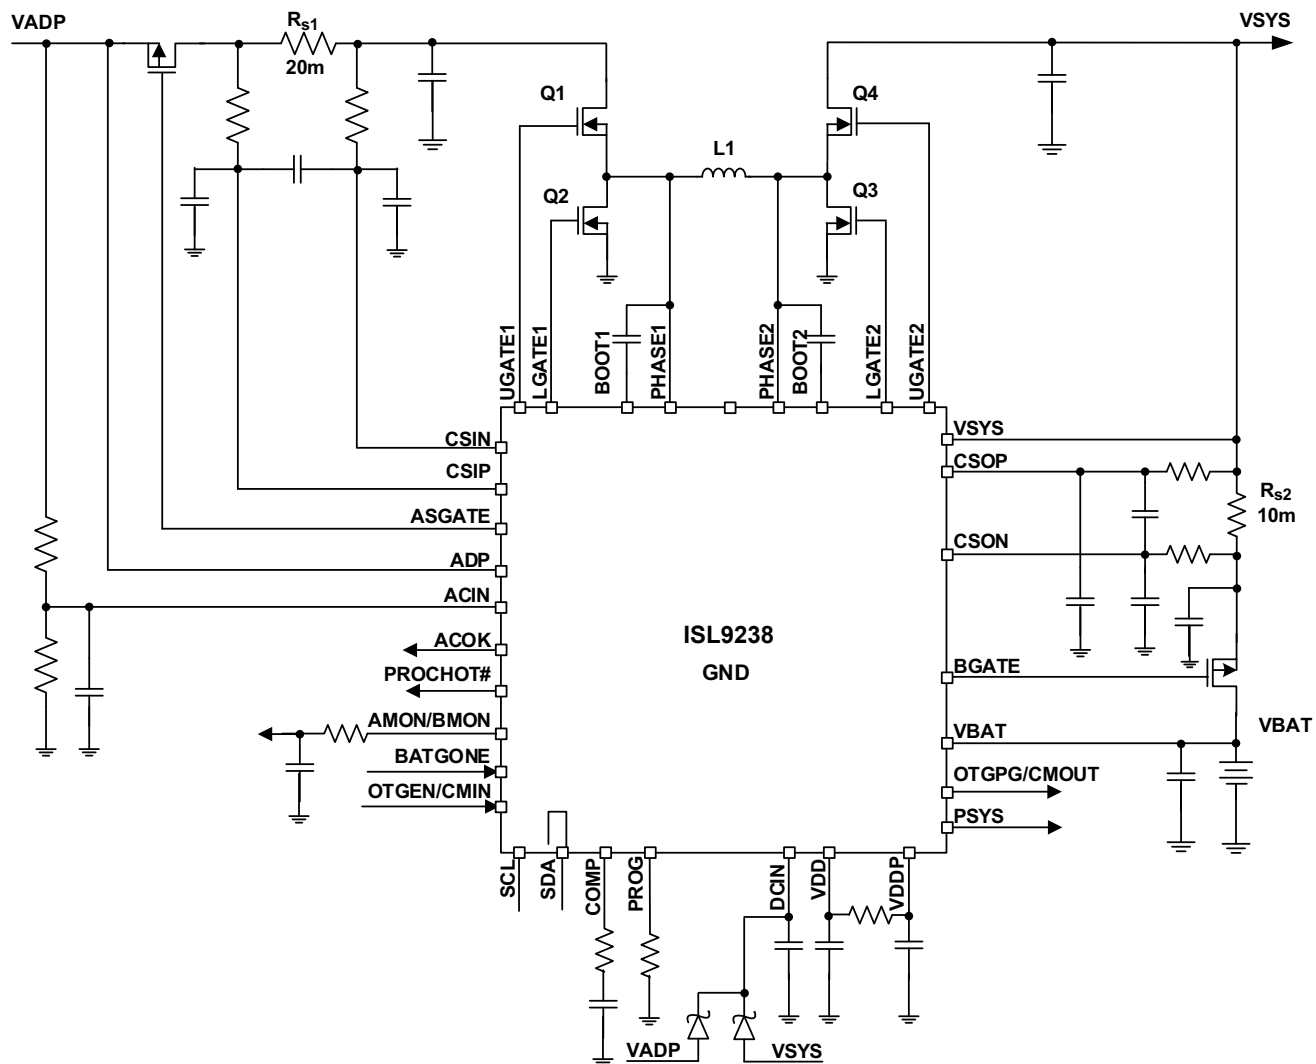 VADP
Rs1
20m
VSYS
Q1
Q4
L1
Q2
Q3
UGATE1
LGATE1
BOOT1
PHASE1
PHASE2
BOOT2
LGATE2
UGATE2
CSIN
CSIP
ASGATE
ADP
ACIN
ACOK
PROCHOT#
AMON/BMON
BATGONE
OTGEN/CMIN
ISL9238
GND
VSYS
CSOP
Rs2
10m
CSON
BGATE
VBAT
VBAT
OTGPG/CMOUT
PSYS
SCL
SDA
COMP
PROG
DCIN
VDD
VDDP
VADP
VSYS